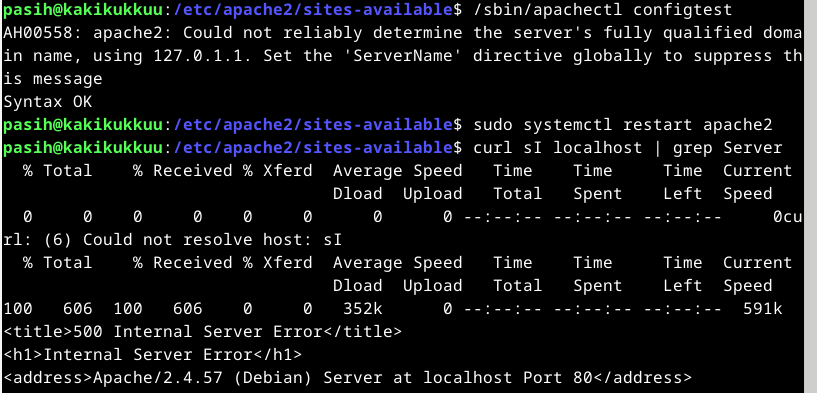 pasih@kakikukkuu:/etc/apache2/sites-available$ /sbin/apachectl configtest
AH00558: apache2: Could not reliably determine the server's fully qualified doma
in name, using 127.0.1.1. Set the 'ServerName' directive globally to suppress th
is message
Syntax OK
pasih@kakikukkuu:/etc/apache2/sites-available$ sudo systemctl restart apache2
pasih@kakikukkuu:/etc/apache2/sites-available$ curl sI localhost | grep Server
  % Total    % Received % Xferd  Average Speed   Time    Time     Time  Current
                                 Dload  Upload   Total   Spent    Left  Speed
  0     0    0     0    0     0      0      0 --:--:-- --:--:-- --:--:--     0cu
rl: (6) Could not resolve host: sI
  % Total    % Received % Xferd  Average Speed   Time    Time     Time  Current
                                 Dload  Upload   Total   Spent    Left  Speed
100   606  100   606    0     0   352k      0 --:--:-- --:--:-- --:--:--  591k
<title>500 Internal Server Error</title>
<h1>Internal Server Error</h1>
<address>Apache/2.4.57 (Debian) Server at localhost Port 80</address>